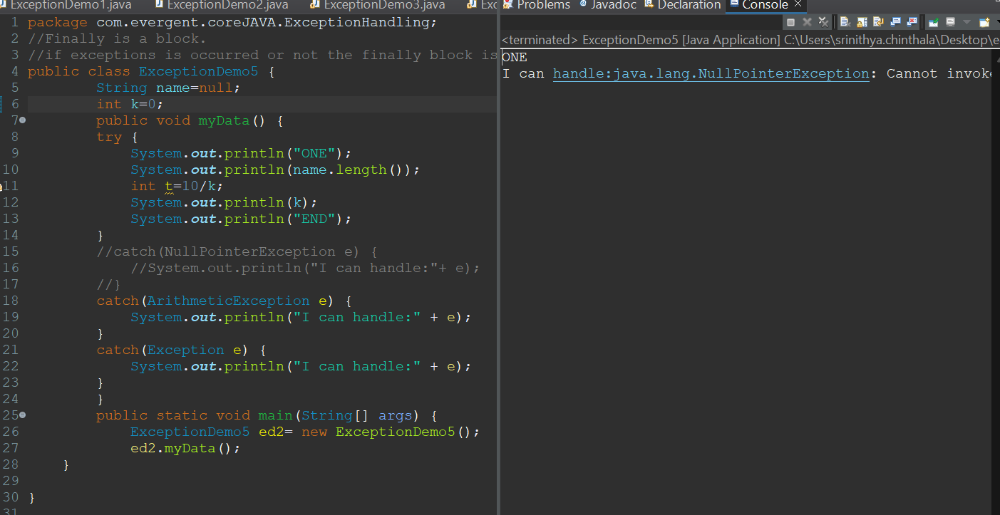 ExceptionDemo1.java ExceptionDemo2.java ExceptionDemo3.java Exc
Problems @ Javadoc Declaration Console
<terminated> ExceptionDemo5 [Java Application] C:\Users\srinithya.chinthala\Desktop\e
1 package com.evergent.coreJAVA.ExceptionHandling;
2 //Finally is a block.
3 //if exceptions is occurred or not the finally block is
4 public class ExceptionDemo5 {
5 String name=null;
6 int k=0;
7 public void myData() {
8 try {
9 System.out.println("ONE");
10 System.out.println(name.length());
11 int t=10/k;
12 System.out.println(k);
13 System.out.println("END");
14 }
15 //catch(NullPointerException e) {
16 //System.out.println("I can handle:"+ e);
17 //}
18 catch(ArithmeticException e) {
19 System.out.println("I can handle:" + e);
20 }
21 catch(Exception e) {
22 System.out.println("I can handle:" + e);
23 }
24 }
25 public static void main(String[] args) {
26 ExceptionDemo5 ed2= new ExceptionDemo5();
27 ed2.myData();
28 }
29
30 }
31
ONE
I can handle:java.lang.NullPointerException: Cannot invoke